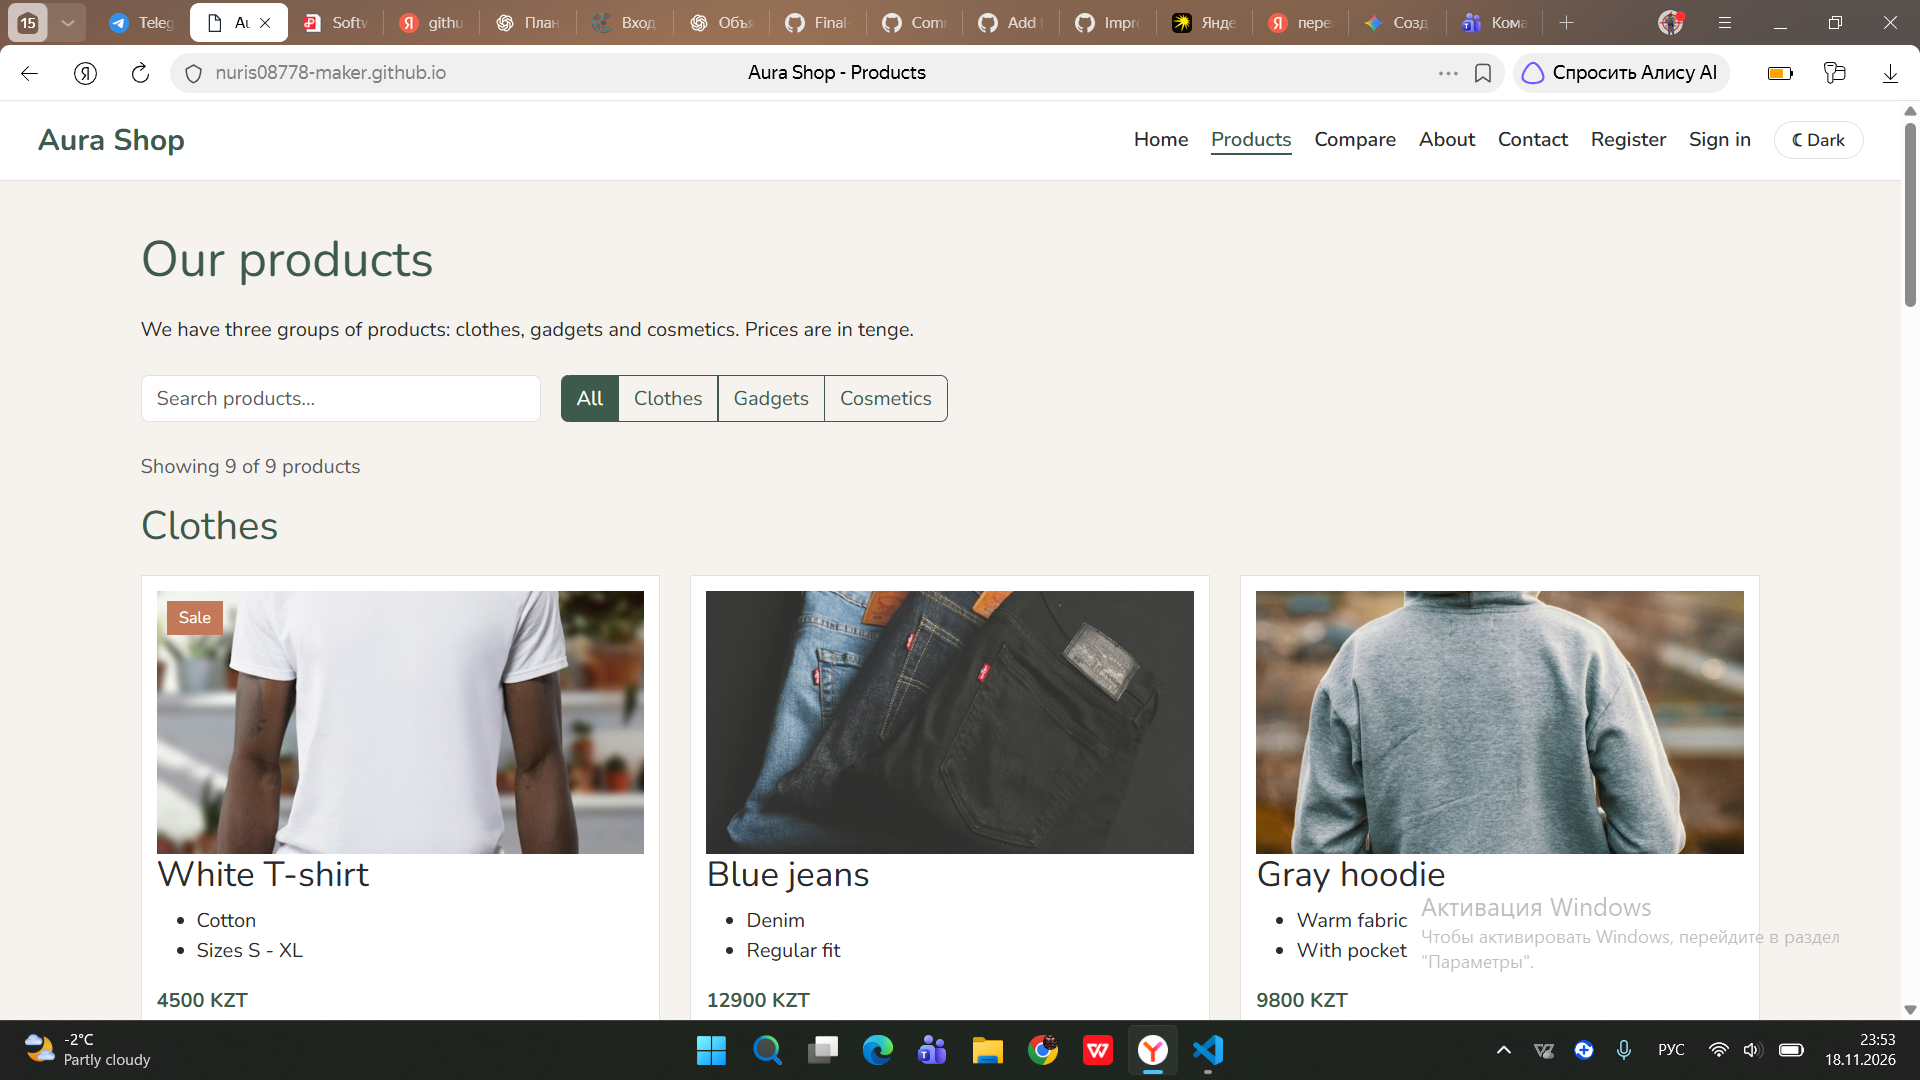 15
Teleg
Au
Softw
githu
План
Вход
Объя
Final-
Com
Add f
Impro
Янде
пере
Созд
Кома
nuris08778-maker.github.io
Aura Shop - Products
Спросить Алису AI
Aura Shop
Home
Products
Compare
About
Contact
Register
Sign in
Dark
Our products
We have three groups of products: clothes, gadgets and cosmetics. Prices are in tenge.
Search products...
All
Clothes
Gadgets
Cosmetics
Showing 9 of 9 products
Clothes
Sale
White T-shirt
Cotton
Sizes S - XL
4500 KZT
Blue jeans
Denim
Regular fit
12900 KZT
Gray hoodie
Warm fabric
With pocket
9800 KZT
Активация Windows
Чтобы активировать Windows, перейдите в раздел
"Параметры".
-2°C
Partly cloudy
РУС
23:53
18.11.2026